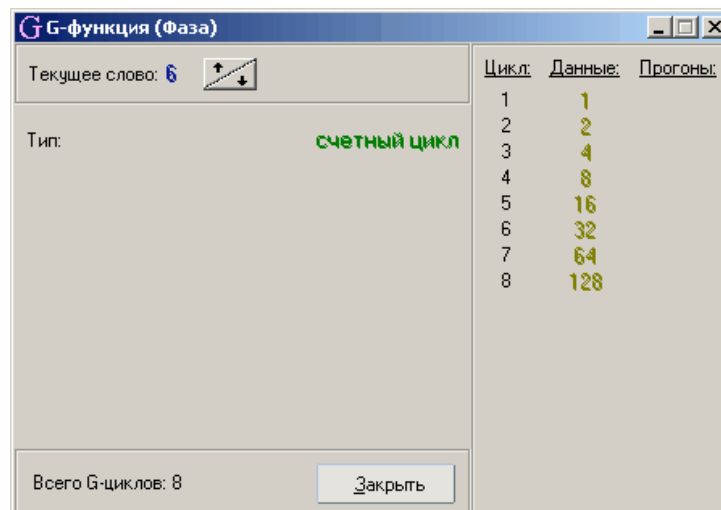 G G-функция (Фаза)
Текущее слово: 6
Тип: счетный цикл
Всего G-циклов: 8
Закрыть
Цикл: Данные: Прогоны:
1 1
2 2
3 4
4 8
5 16
6 32
7 64
8 128